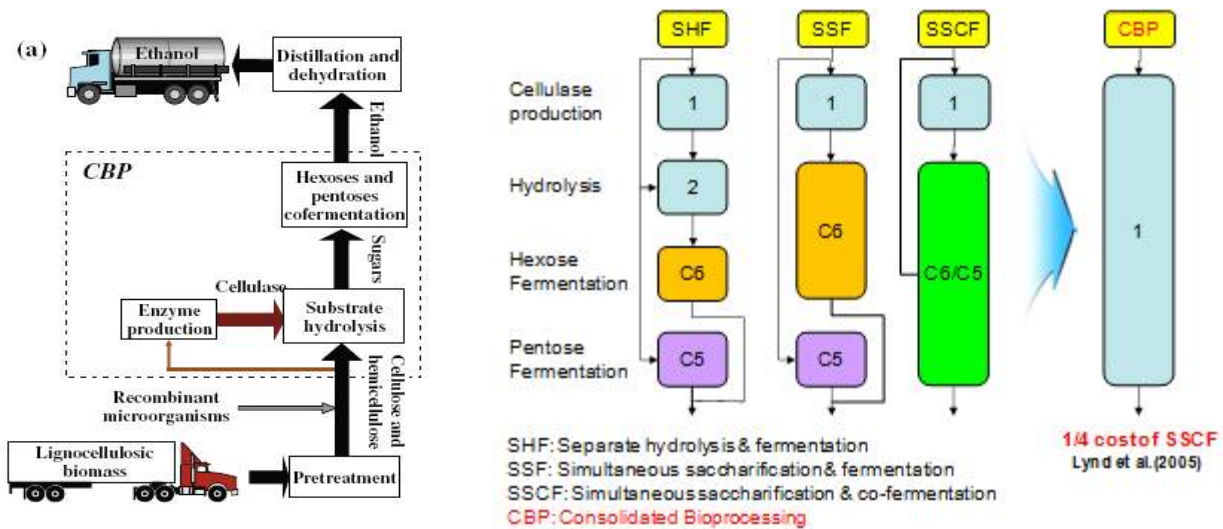 (a)
Ethanol
Distillation and
dehydration
Ethanol
CBP
Hexoses and
pentoses
cofermentation
Sugars
Cellulase
Enzyme
production
Substrate
hydrolysis
Cellulose and
hemicellulose
Recombinant
microorganisms
Lignocellulosic
biomass
Pretreatment
SHF
SSF
SSCF
CBP
Cellulase
production
1
1
1
1
Hydrolysis
2
C6
C6/C5
Hexose
Fermentation
C6
Pentose
Fermentation
C5
C5
SHF: Separate hydrolysis & fermentation
SSF: Simultaneous saccharification & fermentation
SSCF: Simultaneous saccharification & co-fermentation
CBP: Consolidated Bioprocessing
1/4 cost of SSCF
Lynd et al.(2005)